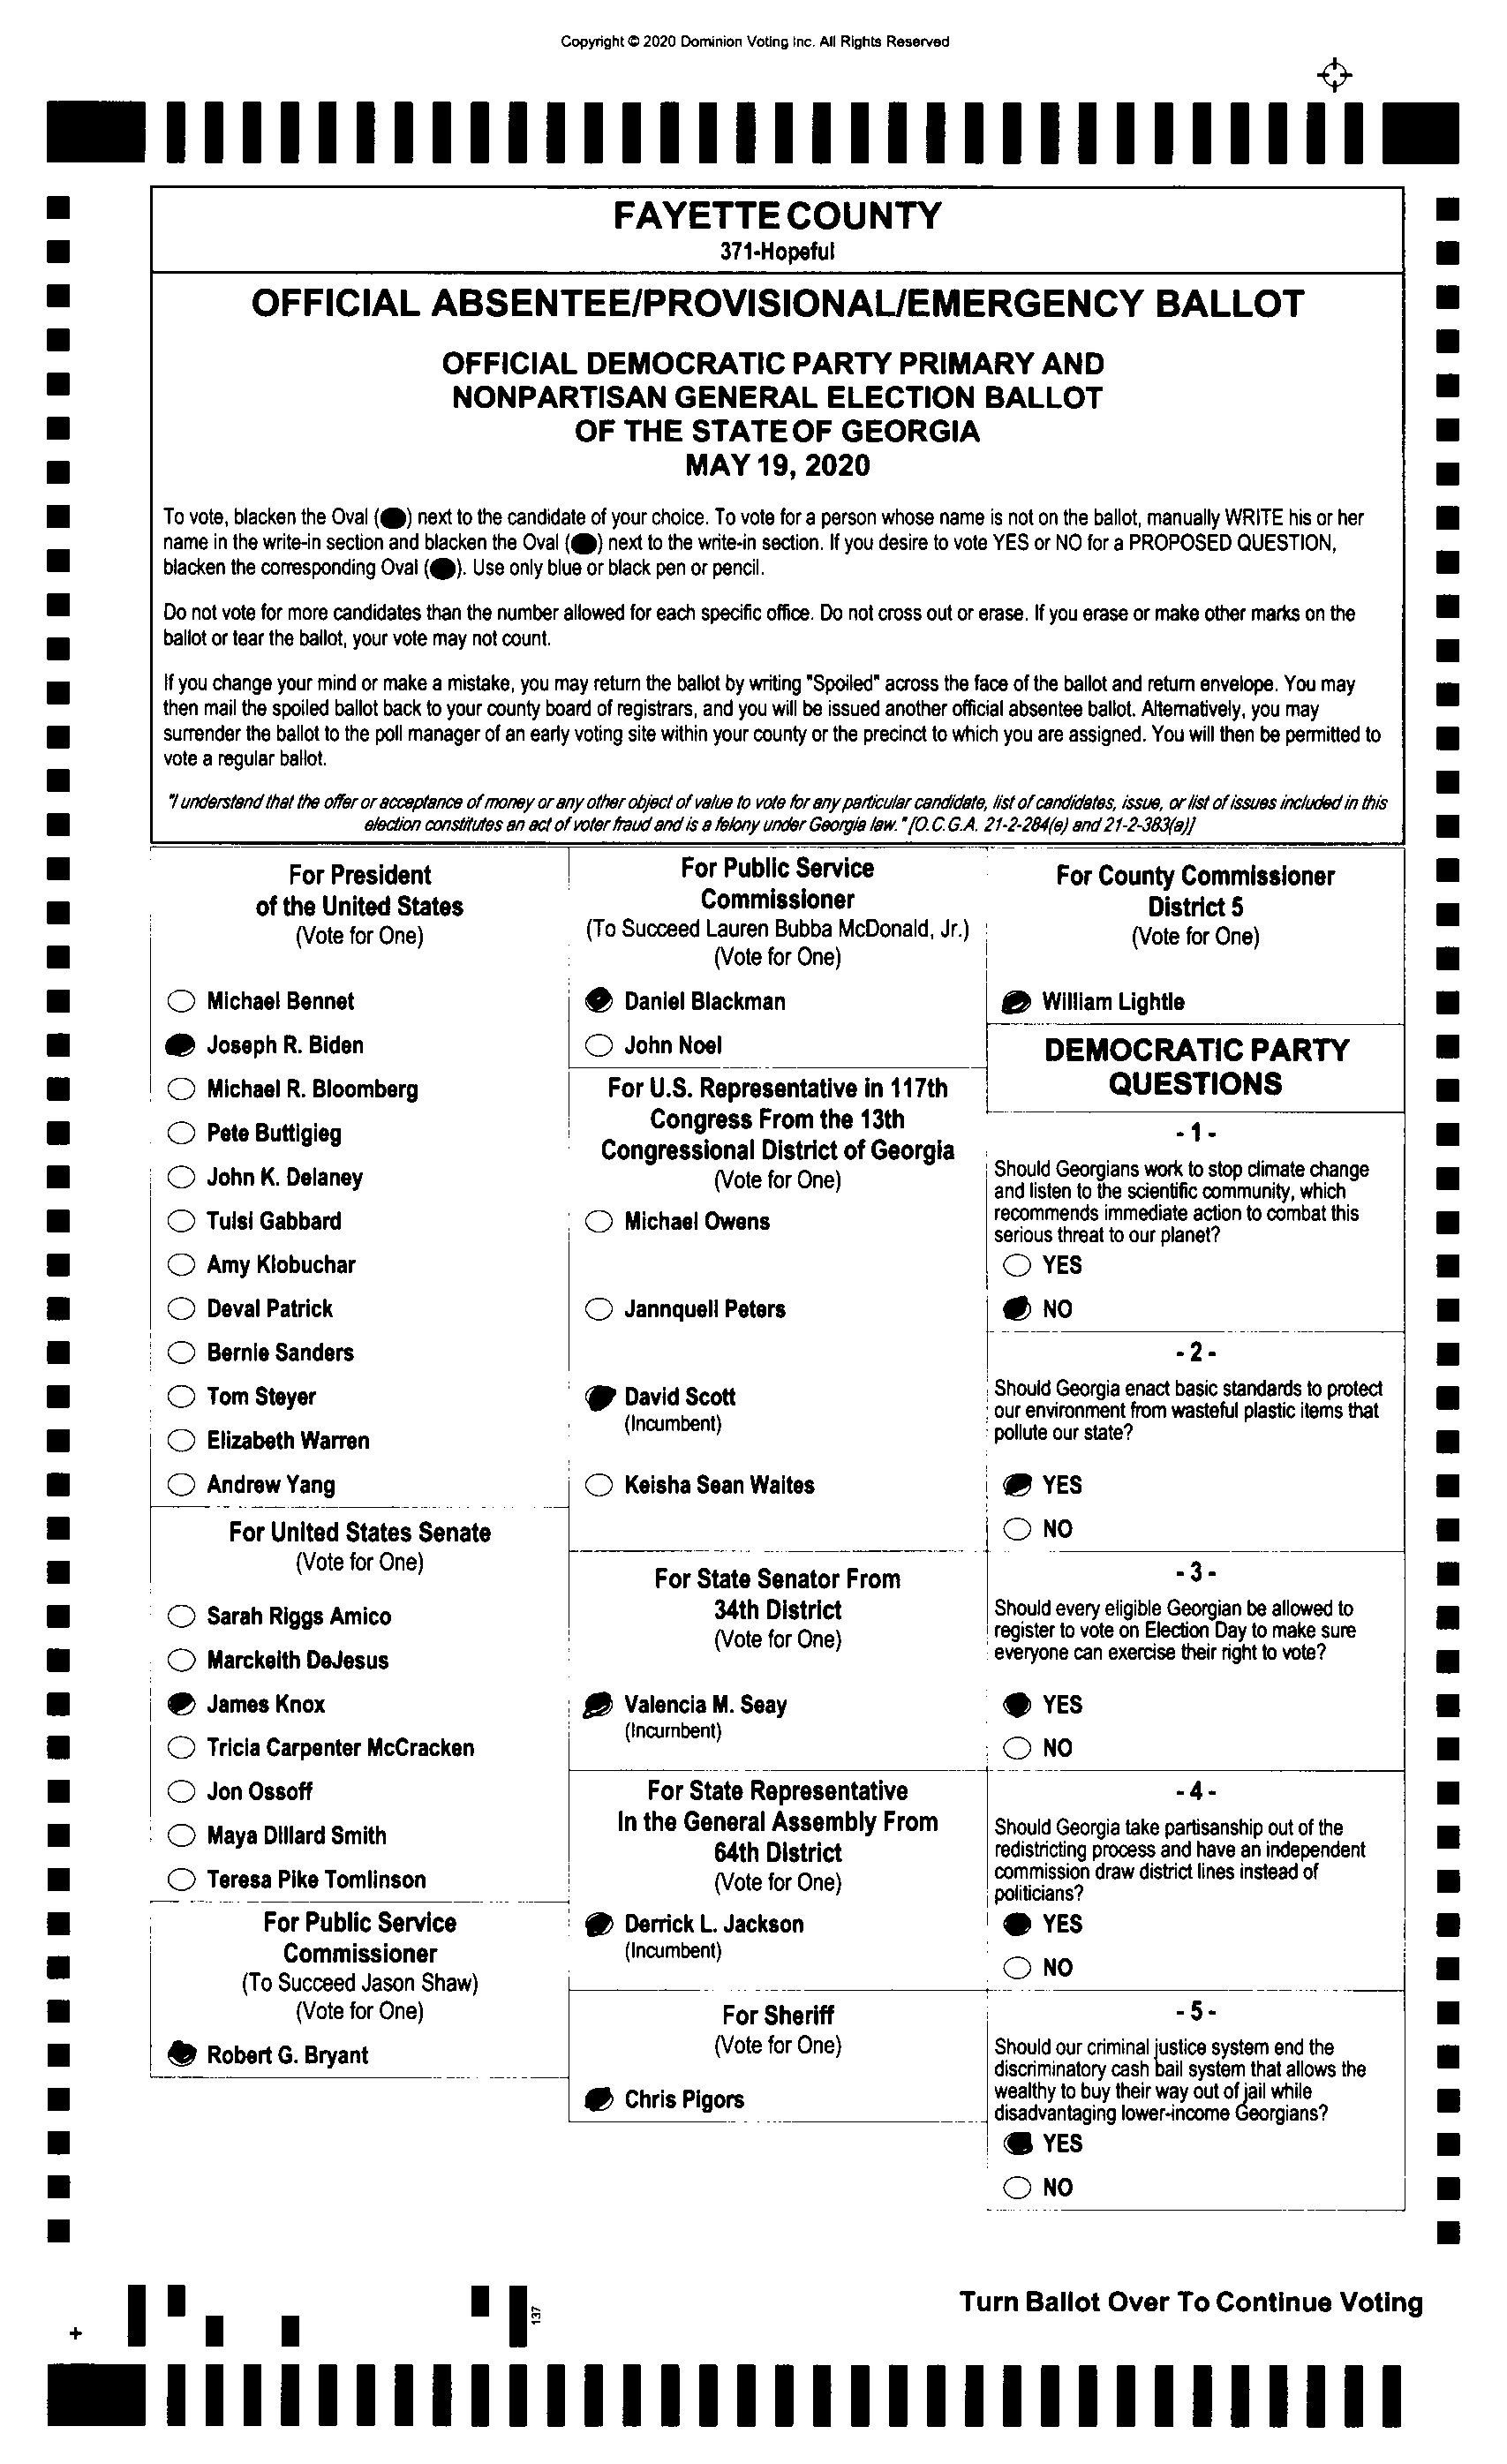 Copyright © 2020 Dominion Voting Inc. All Rights Reserved
FAYETTE COUNTY
371-Hopeful
OFFICIAL ABSENTEE/PROVISIONAL/EMERGENCY BALLOT
OFFICIAL DEMOCRATIC PARTY PRIMARY AND
NONPARTISAN GENERAL ELECTION BALLOT
OF THE STATE OF GEORGIA
MAY 19, 2020
To vote, blacken the Oval ( ) next to the candidate of your choice. To vote for a person whose name is not on the ballot, manually WRITE his or her
name in the write-in section and blacken the Oval ( ) next to the write-in section. If you desire to vote YES or NO for a PROPOSED QUESTION,
blacken the corresponding Oval ( ). Use only blue or black pen or pencil.
Do not vote for more candidates than the number allowed for each specific office. Do not cross out or erase. If you erase or make other marks on the
ballot or tear the ballot, your vote may not count.
If you change your mind or make a mistake, you may return the ballot by writing "Spoiled" across the face of the ballot and return envelope. You may
then mail the spoiled ballot back to your county board of registrars, and you will be issued another official absentee ballot. Alternatively, you may
surrender the ballot to the poll manager of an early voting site within your county or the precinct to which you are assigned. You will then be permitted to
vote a regular ballot.
"I understand that the offer or acceptance of money or any other object of value to vote for any particular candidate, list of candidates, issue, or list of issues included in this
election constitutes an act of voter fraud and is a felony under Georgia law." [O.C.G.A. 21-2-284(e) and 21-2-383(a)]
For President
of the United States
(Vote for One)
Michael Bennet
Joseph R. Biden
Michael R. Bloomberg
Pete Buttigieg
John K. Delaney
Tulsi Gabbard
Amy Klobuchar
Deval Patrick
Bernie Sanders
Tom Steyer
Elizabeth Warren
Andrew Yang
For United States Senate
(Vote for One)
Sarah Riggs Amico
Marckeith DeJesus
James Knox
Tricia Carpenter McCracken
Jon Ossoff
Maya Dillard Smith
Teresa Pike Tomlinson
For Public Service
Commissioner
(To Succeed Jason Shaw)
(Vote for One)
Robert G. Bryant
For Public Service
Commissioner
(To Succeed Lauren Bubba McDonald, Jr.)
(Vote for One)
Daniel Blackman
John Noel
For U.S. Representative in 117th
Congress From the 13th
Congressional District of Georgia
(Vote for One)
Michael Owens
Jannquell Peters
David Scott
(Incumbent)
Keisha Sean Waites
For State Senator From
34th District
(Vote for One)
Valencia M. Seay
(Incumbent)
For State Representative
In the General Assembly From
64th District
(Vote for One)
Derrick L. Jackson
(Incumbent)
For Sheriff
(Vote for One)
Chris Pigors
For County Commissioner
District 5
(Vote for One)
William Lightle
DEMOCRATIC PARTY
QUESTIONS
- 1 -
Should Georgians work to stop climate change
and listen to the scientific community, which
recommends immediate action to combat this
serious threat to our planet?
YES
NO
- 2 -
Should Georgia enact basic standards to protect
our environment from wasteful plastic items that
pollute our state?
YES
NO
- 3 -
Should every eligible Georgian be allowed to
register to vote on Election Day to make sure
everyone can exercise their right to vote?
YES
NO
- 4 -
Should Georgia take partisanship out of the
redistricting process and have an independent
commission draw district lines instead of
politicians?
YES
NO
- 5 -
Should our criminal justice system end the
discriminatory cash bail system that allows the
wealthy to buy their way out of jail while
disadvantaging lower-income Georgians?
YES
NO
137
Turn Ballot Over To Continue Voting